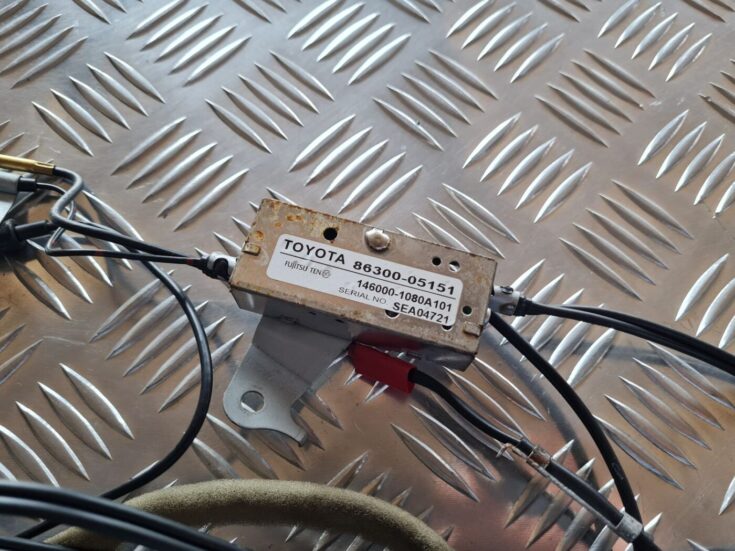 TOYOTA 86300-05151
FUJITSU TEN
146000-1080A101
SERIAL NO. SEA04721